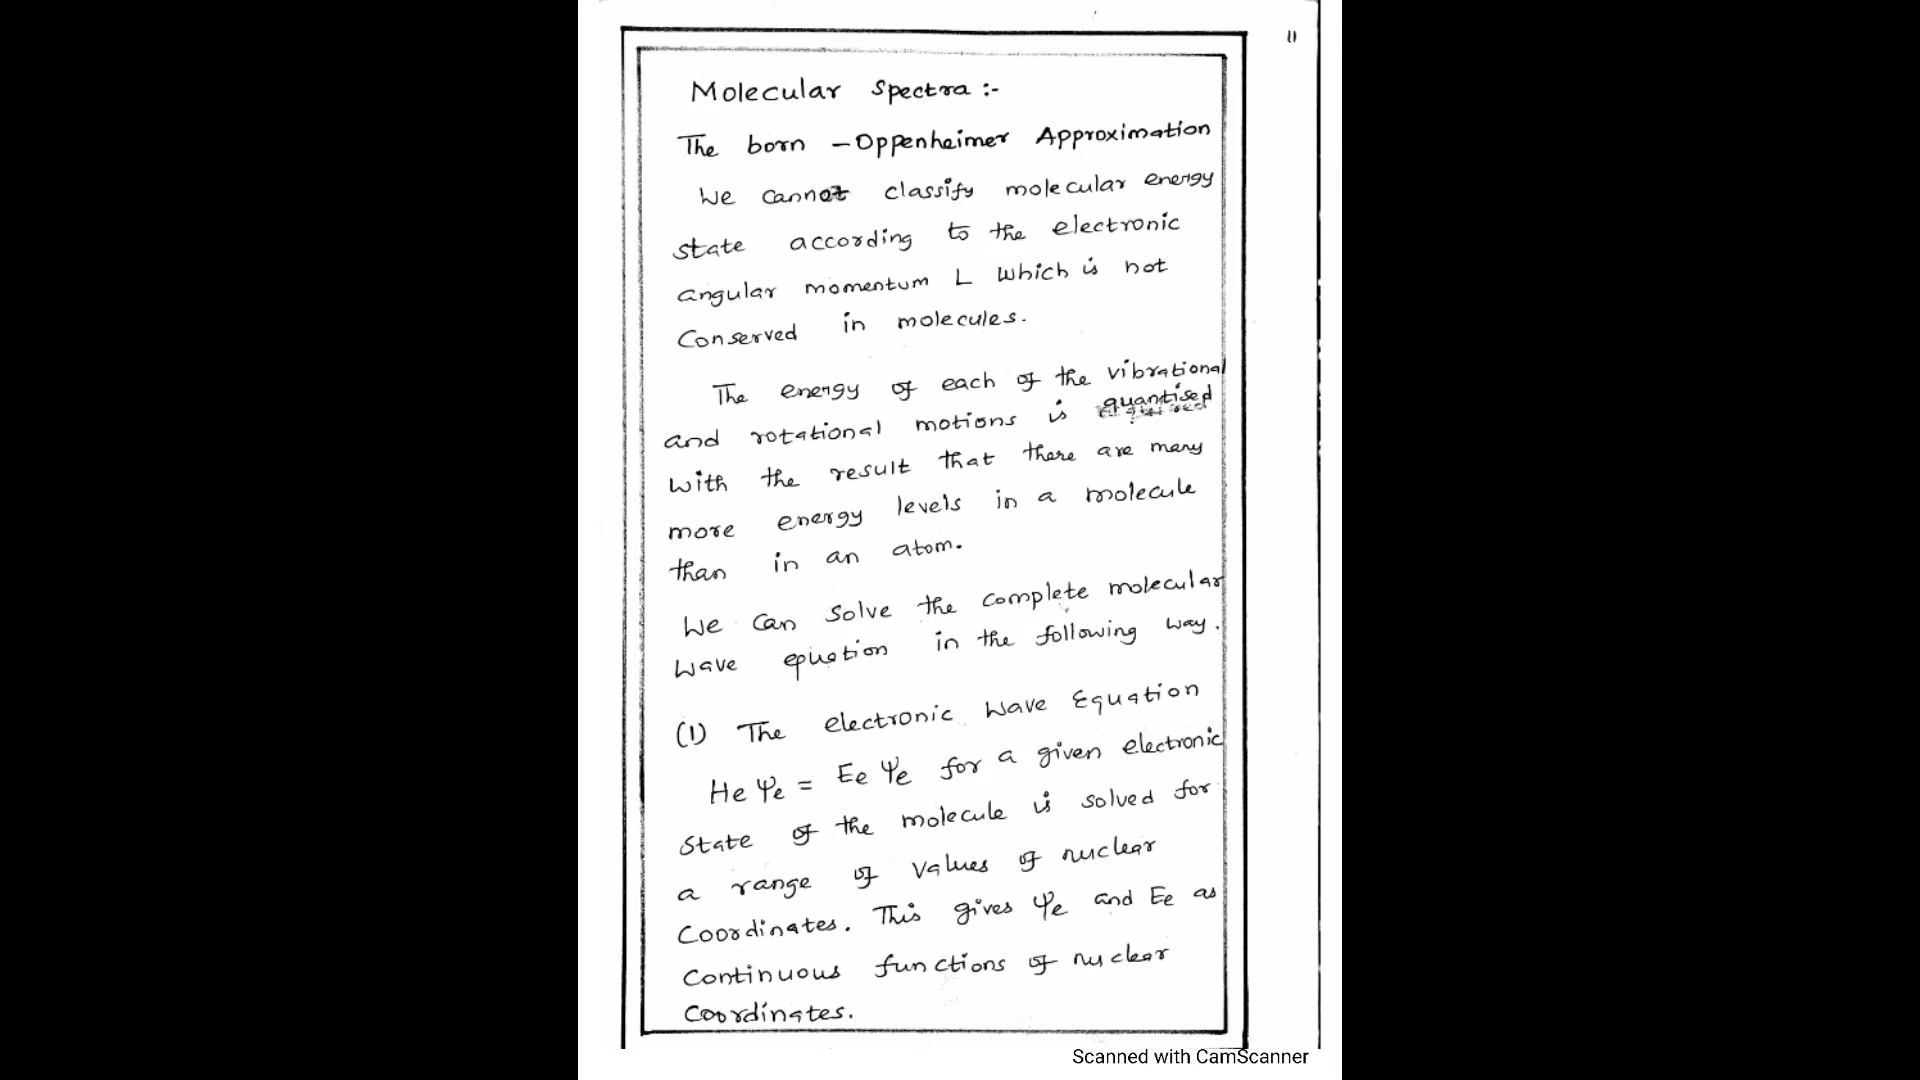 11
Molecular Spectra :-
The born - Oppenheimer Approximation
We cannot classify molecular energy
state according to the electronic
angular momentum L which is not
Conserved in molecules.
The energy of each of the vibrational
and rotational motions is quantised
with the result that there are many
more energy levels in a molecule
than in an atom.
We can solve the complete molecular
wave equation in the following way.
(1) The electronic wave Equation
He Ψe = Ee Ψe for a given electronic
State of the molecule is solved for
a range of values of nuclear
Coordinates. This gives Ψe and Ee as
Continuous functions of nuclear
Coordinates.
Scanned with CamScanner